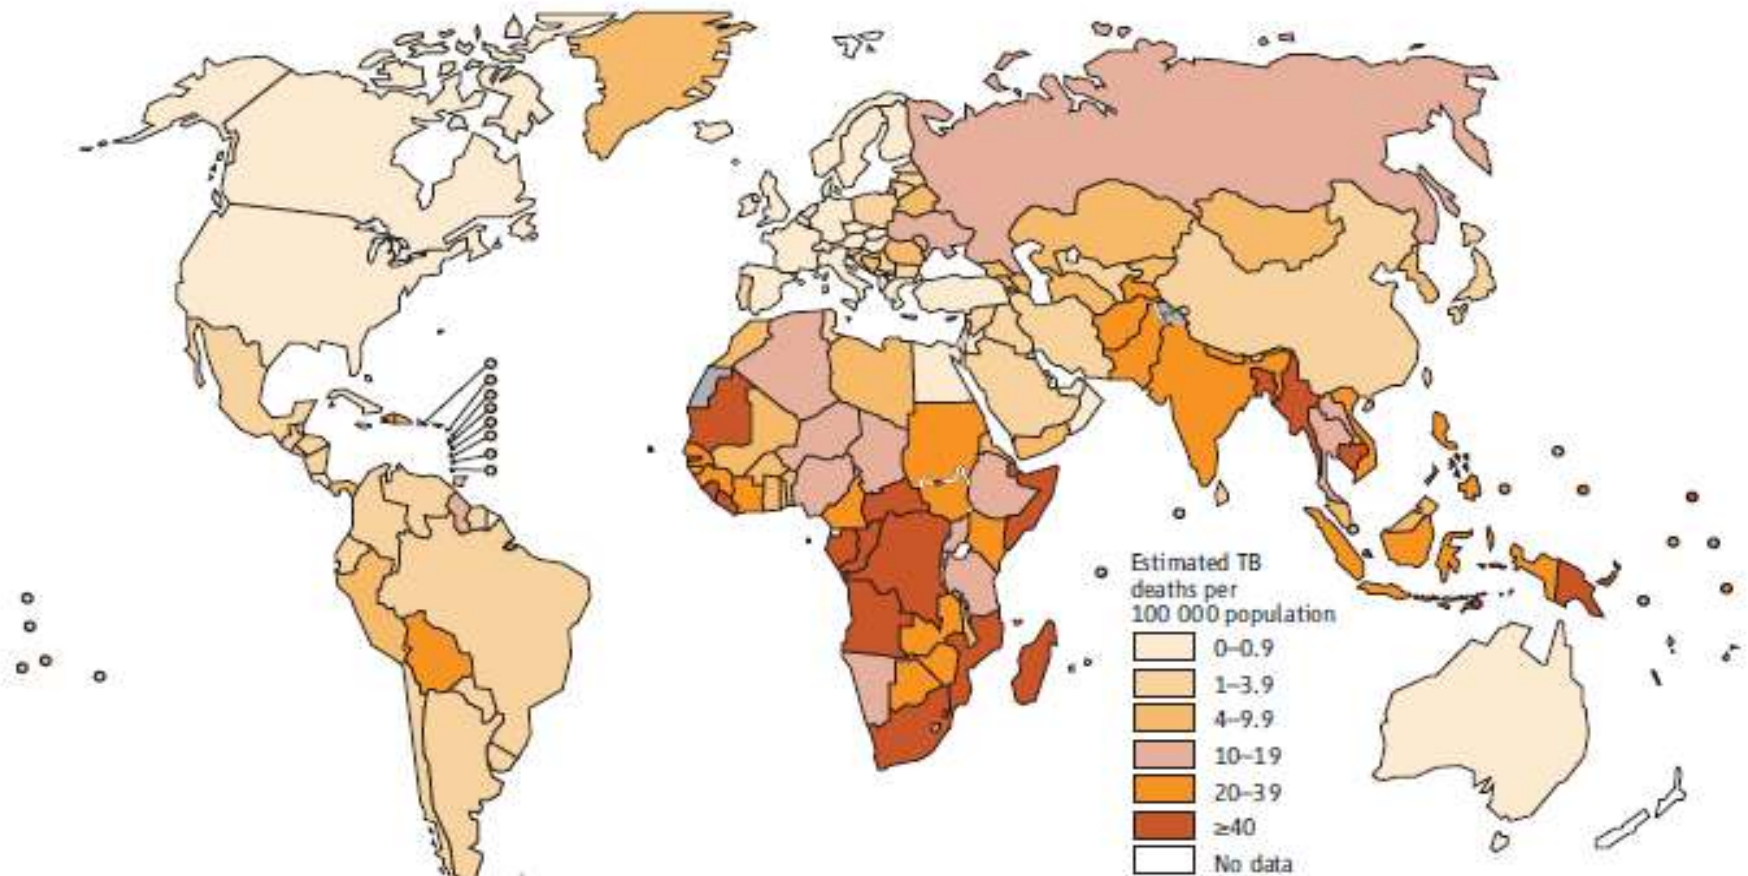 Estimated TB
deaths per
100 000 population
0–0.9
1–3.9
4–9.9
10–19
20–39
≥40
No data